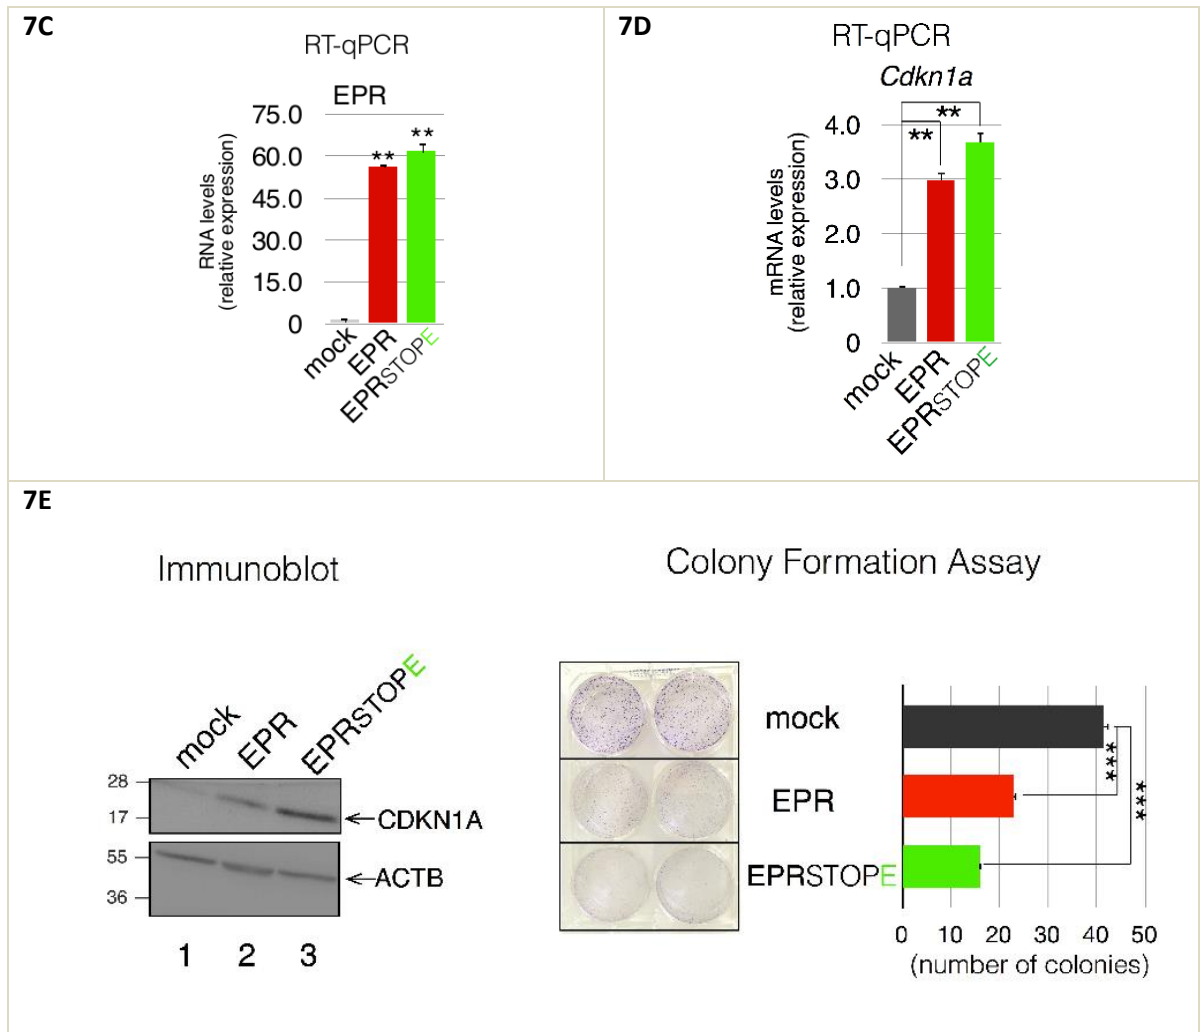 7C
RT-qPCR
EPR
RNA levels
(relative expression)
75.0
60.0
45.0
30.0
15.0
0
**
**
mock
EPR
EPRSTOPE
7D
RT-qPCR
Cdkn1a
mRNA levels
(relative expression)
4.0
3.0
2.0
1.0
0
**
**
mock
EPR
EPRSTOPE
7E
Immunoblot
mock
EPR
EPRSTOPE
28
17
CDKN1A
55
36
ACTB
1 2 3
Colony Formation Assay
mock
EPR
EPRSTOPE
***
***
0 10 20 30 40 50
(number of colonies)